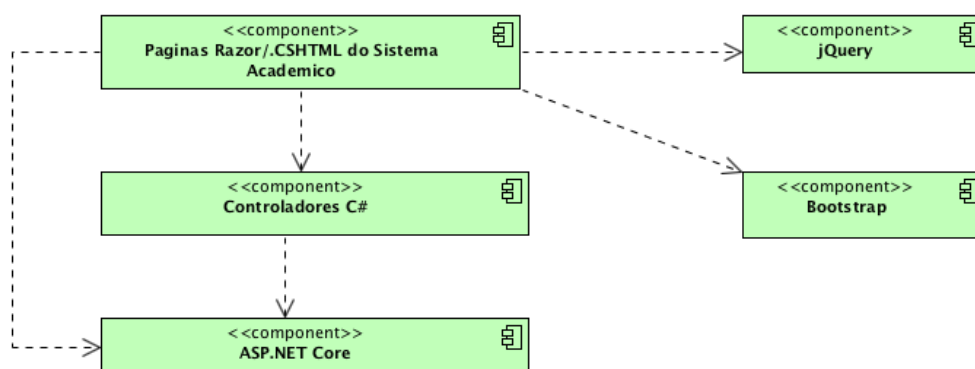 <<component>>
Paginas Razor/.CSHTML do Sistema
Academico
<<component>>
jQuery
<<component>>
Controladores C#
<<component>>
Bootstrap
<<component>>
ASP.NET Core